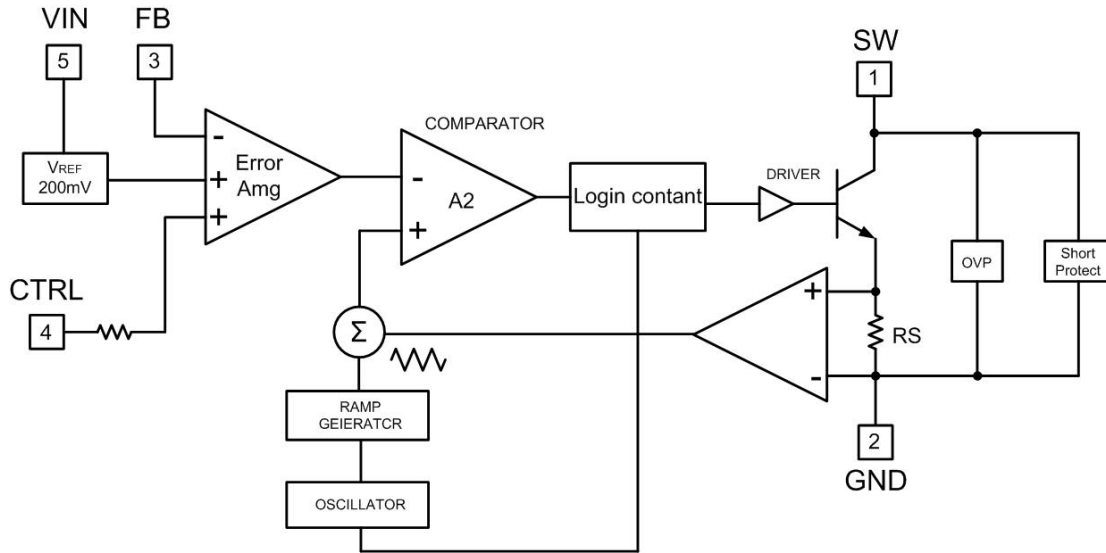 VIN
FB
SW
5
3
1
COMPARATOR
VREF
200mV
-
+
+
Error
Amg
-
+
A2
Login contant
DRIVER
OVP
Short
Protect
CTRL
4
Σ
+
-
RS
RAMP
GEIERATCR
2
GND
OSCILLATOR